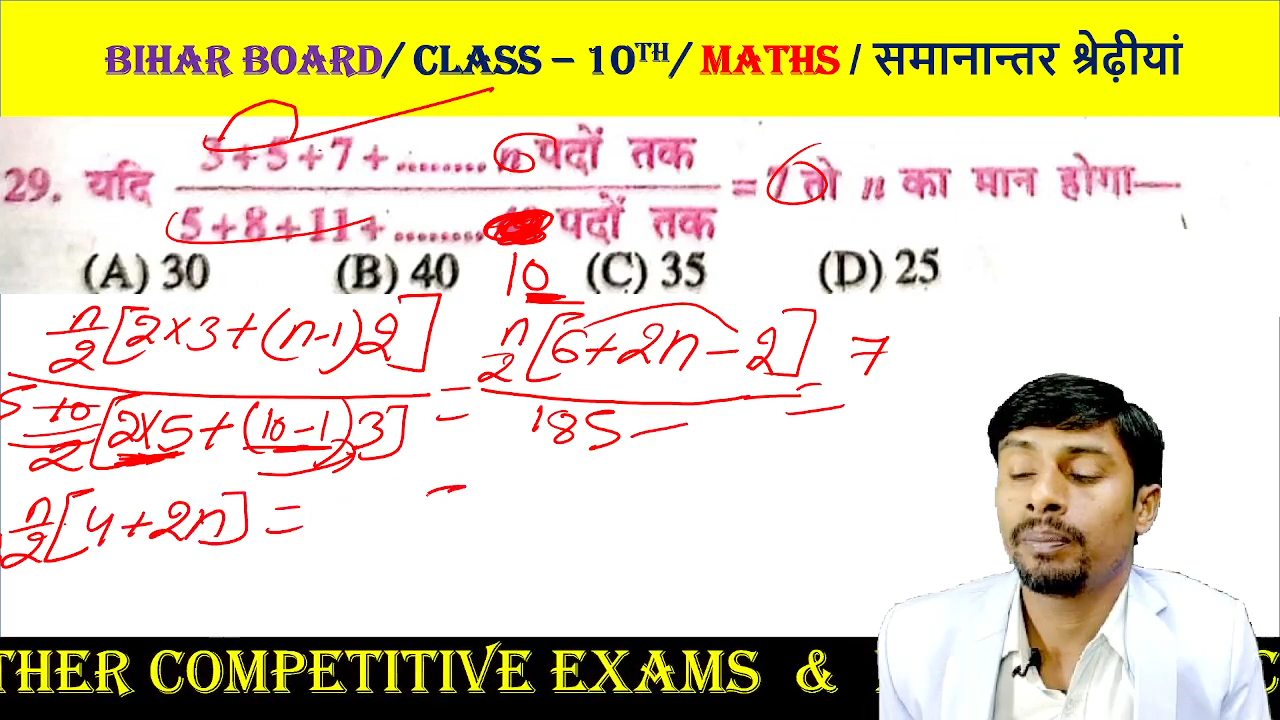 BIHAR BOARD/ CLASS – 10TH/ MATHS / समानान्तर श्रेढ़ीयां
29. यदि 3+5+7+........n पदों तक = 7 तो n का मान होगा—
5+8+11+........ पदों तक
10
(A) 30 (B) 40 (C) 35 (D) 25
n/2[2×3+(n-1)2] n/2[6+2n-2] 7
5 10/2[2×5+(10-1)3] = 185 =
n/2[4+2n] =
THER COMPETITIVE EXAMS &